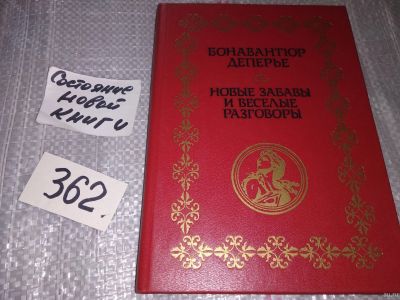 Состояние
новой
книги
362.
БОНАВАНТЮР
ДЕПЕРЬЕ
НОВЫЕ ЗАБАВЫ
И ВЕСЕЛЫЕ
РАЗГОВОРЫ